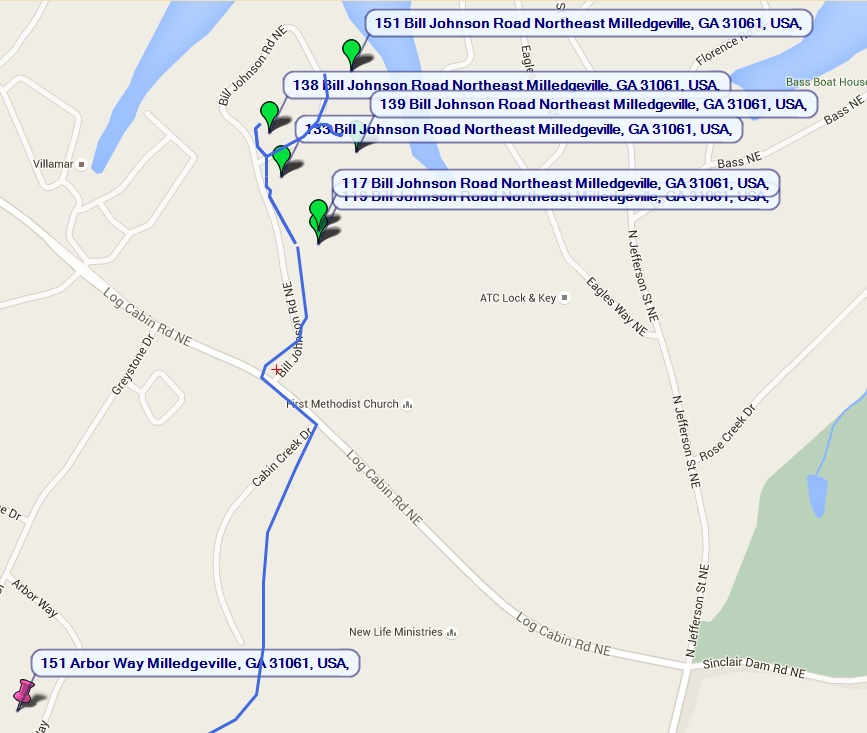 151 Bill Johnson Road Northeast Milledgeville, GA 31061, USA,
Bill Johnson Rd NE
Eagle
S
Florence Rd
138 Bill Johnson Road Northeast Milledgeville, GA 31061, USA,
Bass Boat House
139 Bill Johnson Road Northeast Milledgeville, GA 31061, USA,
Bass NE
133 Bill Johnson Road Northeast Milledgeville, GA 31061, USA,
Villamar
Bass NE
117 Bill Johnson Road Northeast Milledgeville, GA 31061, USA,
Bill Johnson Road Northeast Milledgeville, GA 31061, USA,
N Jefferson St NE
ATC Lock & Key
Eagles Way NE
Log Cabin Rd NE
Bill Johnson Rd NE
Greystone Dr
First Methodist Church
N Jefferson St NE
Rose Creek Dr
Cabin Creek Dr
Log Cabin Rd NE
e Dr
Arbor Way
New Life Ministries
Log Cabin Rd NE
N Jefferson St NE
151 Arbor Way Milledgeville, GA 31061, USA,
Sinclair Dam Rd NE
Way